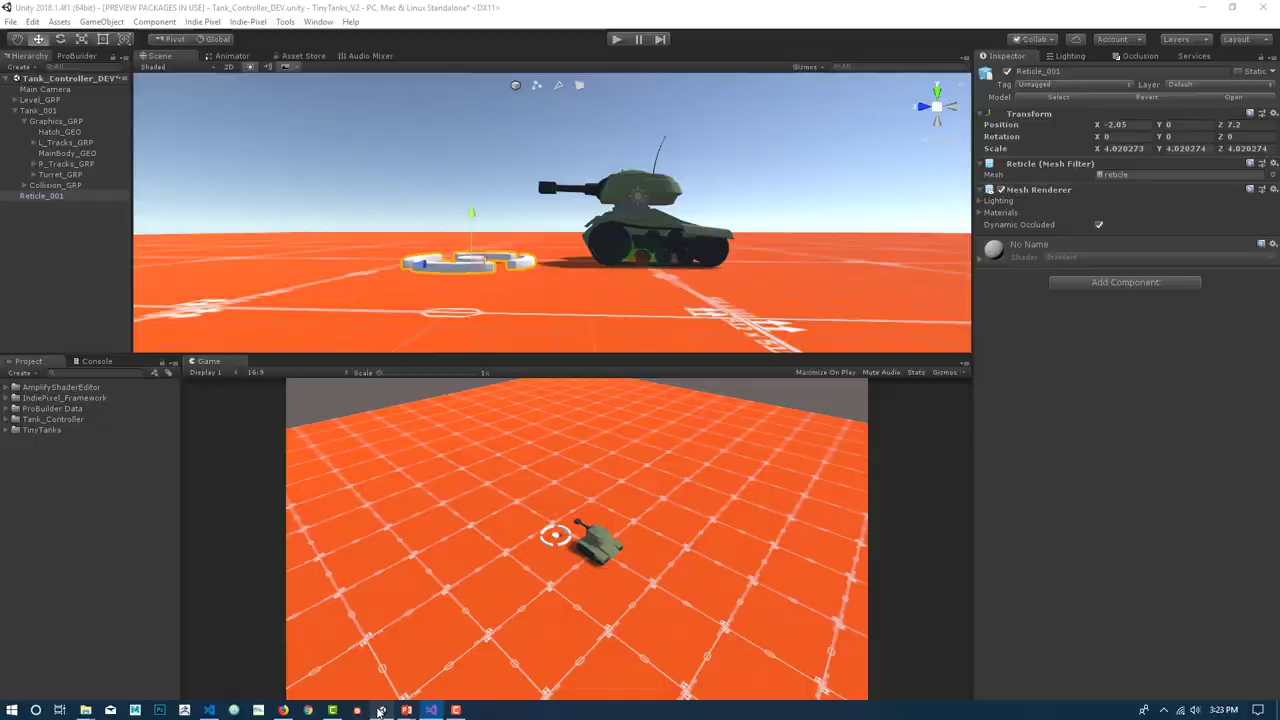 Unity 2018.1.4f1 (64bit) - [PREVIEW PACKAGES IN USE] - Tank_Controller_DEV.unity - TinyTanks_V2 - PC, Mac & Linux Standalone* <DX11>
File Edit Assets GameObject Component Indie Pixel Indie-Pixel Tools Window Help
Pivot Global Collab Account Layers Layout
Hierarchy ProBuilder Scene Animator Asset Store Audio Mixer Inspector Lighting Occlusion Services
Create All Shaded 2D Gizmos All Reticle_001 Static
Tank_Controller_DEV*
Tag Untagged Layer Default
Main Camera
Model Select Revert Open
Level_GRP
Tank_001 Transform
Graphics_GRP Position X -2.05 Y 0 Z 7.2
Hatch_GEO Rotation X 0 Y 0 Z 0
L_Tracks_GRP Scale X 4.020273 Y 4.020274 Z 4.020274
MainBody_GEO
R_Tracks_GRP Reticle (Mesh Filter)
Turret_GRP Mesh reticle
Collision_GRP Mesh Renderer
Reticle_001 Lighting
Materials
Dynamic Occluded
No Name
Shader Standard
Add Component
Project Console Game
Create Display 1 16:9 Scale 1x Maximize On Play Mute Audio Stats Gizmos
AmplifyShaderEditor
IndiePixel_Framework
ProBuilder Data
Tank_Controller
TinyTanks
3:23 PM